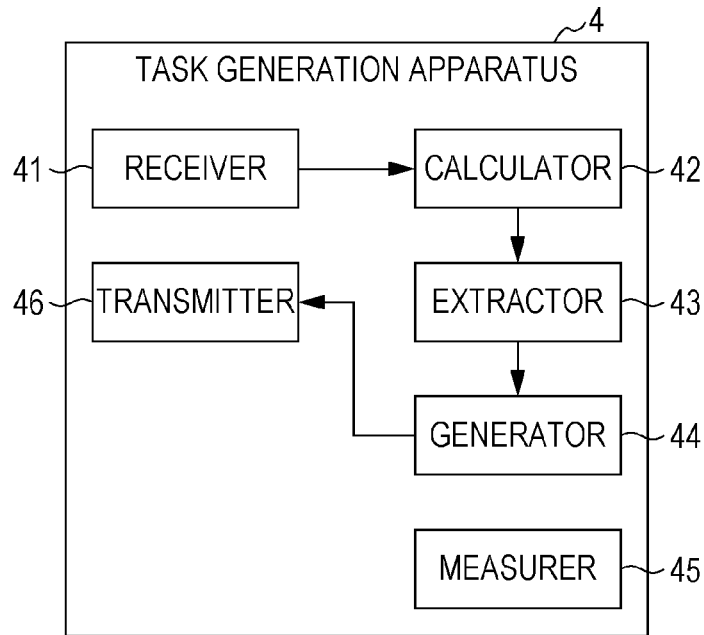 4
TASK GENERATION APPARATUS
41 RECEIVER CALCULATOR 42
46 TRANSMITTER EXTRACTOR 43
GENERATOR 44
MEASURER 45